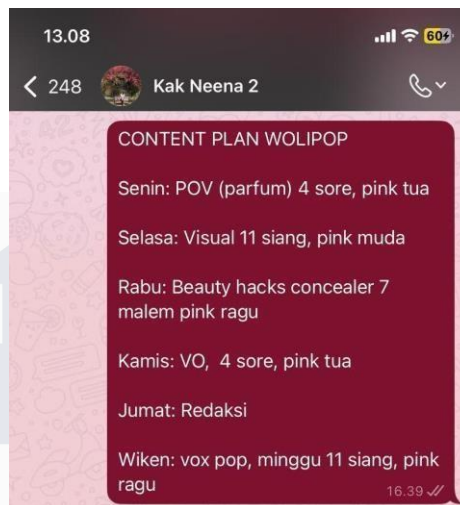 13.08
60
248
Kak Neena 2
CONTENT PLAN WOLIPOP
Senin: POV (parfum) 4 sore, pink tua
Selasa: Visual 11 siang, pink muda
Rabu: Beauty hacks concealer 7
malem pink ragu
Kamis: VO, 4 sore, pink tua
Jumat: Redaksi
Wiken: vox pop, minggu 11 siang, pink
ragu
16.39